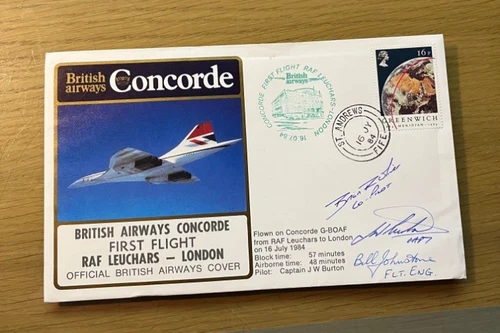 British
airways
Concorde
BRITISH AIRWAYS CONCORDE
FIRST FLIGHT
RAF LEUCHARS – LONDON
OFFICIAL BRITISH AIRWAYS COVER
CONCORDE FIRST FLIGHT RAF LEUCHARS - LONDON
British
airways
16.07.84
16p
GREENWICH
MERIDIAN
ST. ANDREWS
16 JY
84
FIFE
Co-Pilot
Flown on Concorde G-BOAF
from RAF Leuchars to London
on 16 July 1984
Block time: 57 minutes
Airborne time: 48 minutes
Pilot: Captain J W Burton
Bill Johnstone
FLT. ENG.